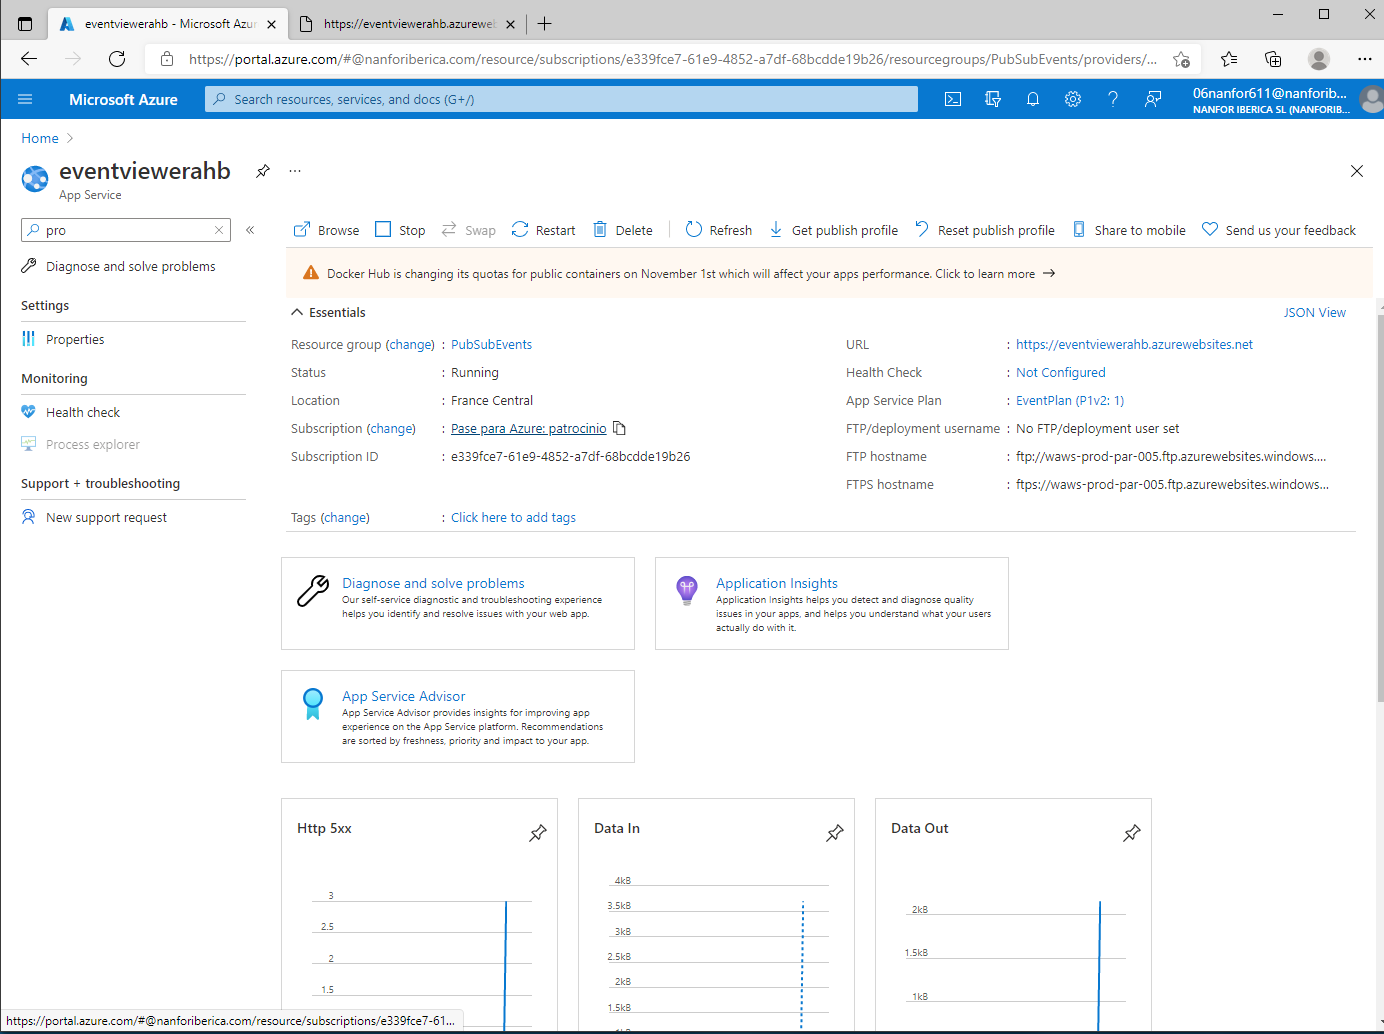 eventviewerahb - Microsoft Azur
https://eventviewerahb.azureweb
https://portal.azure.com/#@nanforiberica.com/resource/subscriptions/e339fce7-61e9-4852-a7df-68bcdde19b26/resourcegroups/PubSubEvents/providers/...
Microsoft Azure
Search resources, services, and docs (G+/)
06nanfor611@nanforib...
NANFOR IBERICA SL (NANFORIB...
Home
eventviewerahb
App Service
pro
Browse Stop Swap Restart Delete Refresh Get publish profile Reset publish profile Share to mobile Send us your feedback
Diagnose and solve problems
Settings
Properties
Monitoring
Health check
Process explorer
Support + troubleshooting
New support request
Docker Hub is changing its quotas for public containers on November 1st which will affect your apps performance. Click to learn more →
Essentials
JSON View
Resource group (change) : PubSubEvents
Status : Running
Location : France Central
Subscription (change) : Pase para Azure: patrocinio
Subscription ID : e339fce7-61e9-4852-a7df-68bcdde19b26
URL : https://eventviewerahb.azurewebsites.net
Health Check : Not Configured
App Service Plan : EventPlan (P1v2: 1)
FTP/deployment username : No FTP/deployment user set
FTP hostname : ftp://waws-prod-par-005.ftp.azurewebsites.windows....
FTPS hostname : ftps://waws-prod-par-005.ftp.azurewebsites.windows...
Tags (change) : Click here to add tags
Diagnose and solve problems
Our self-service diagnostic and troubleshooting experience
helps you identify and resolve issues with your web app.
Application Insights
Application Insights helps you detect and diagnose quality
issues in your apps, and helps you understand what your users
actually do with it.
App Service Advisor
App Service Advisor provides insights for improving app
experience on the App Service platform. Recommendations
are sorted by freshness, priority and impact to your app.
Http 5xx
3
2.5
2
1.5
Data In
4kB
3.5kB
3kB
2.5kB
2kB
1.5kB
Data Out
2kB
1.5kB
1kB
https://portal.azure.com/#@nanforiberica.com/resource/subscriptions/e339fce7-61...